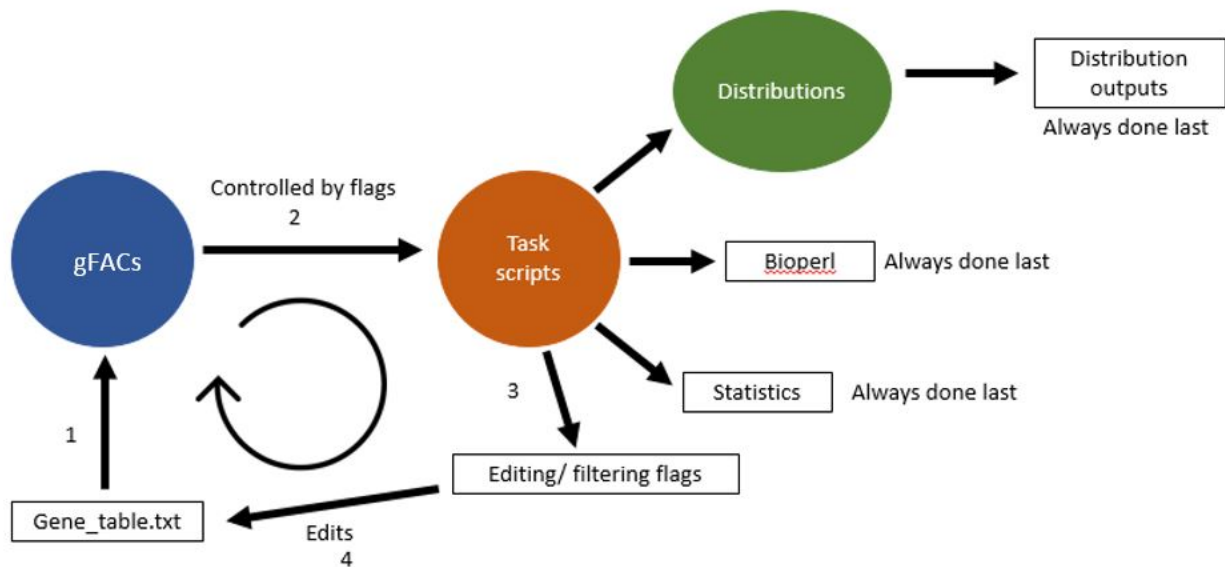 Distributions
Distribution
outputs
Always done last
Controlled by flags
2
gFACs
Task
scripts
Bioperl
Always done last
Statistics
Always done last
3
1
Editing/ filtering flags
Gene_table.txt
Edits
4